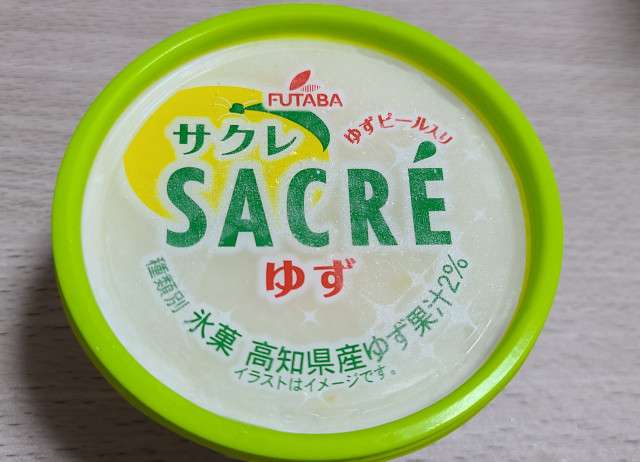 FUTABA
サクレ
ゆずピール入り
SACRÉ
ゆず
種類別 氷菓 高知県産ゆず果汁2%
イラストはイメージです。